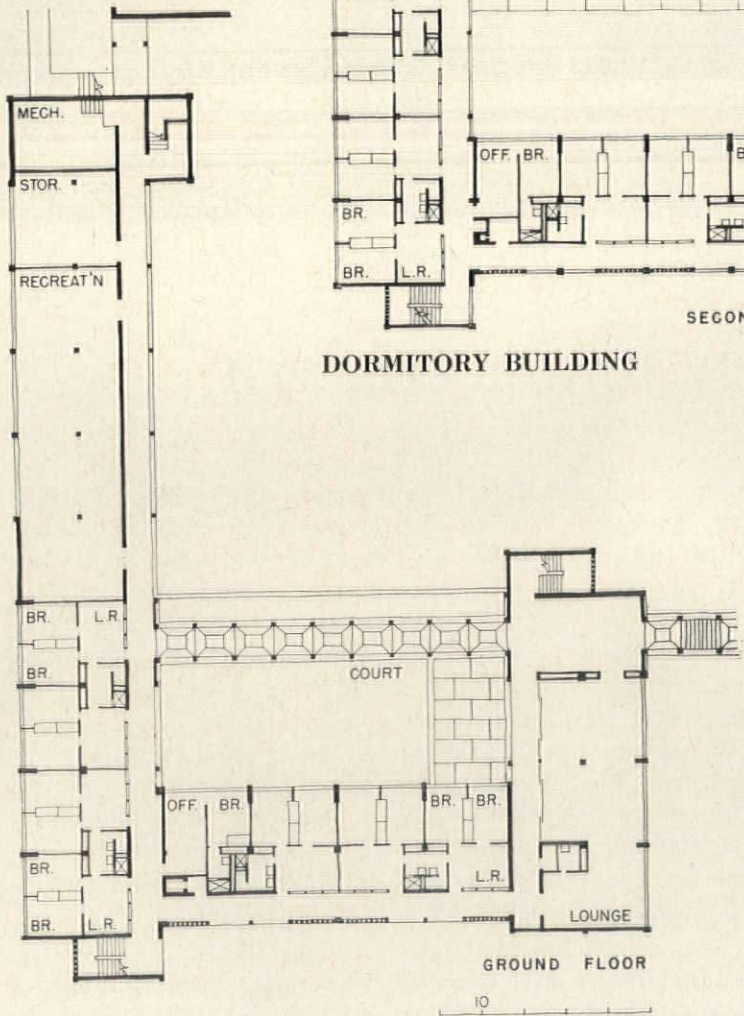 MECH.
STOR.
RECREAT'N
OFF. BR.
BR.
BR. L.R.
SECON
DORMITORY BUILDING
BR. L.R.
BR.
COURT
OFF. BR. BR. BR.
BR. L.R.
BR. L.R. LOUNGE
GROUND FLOOR
10